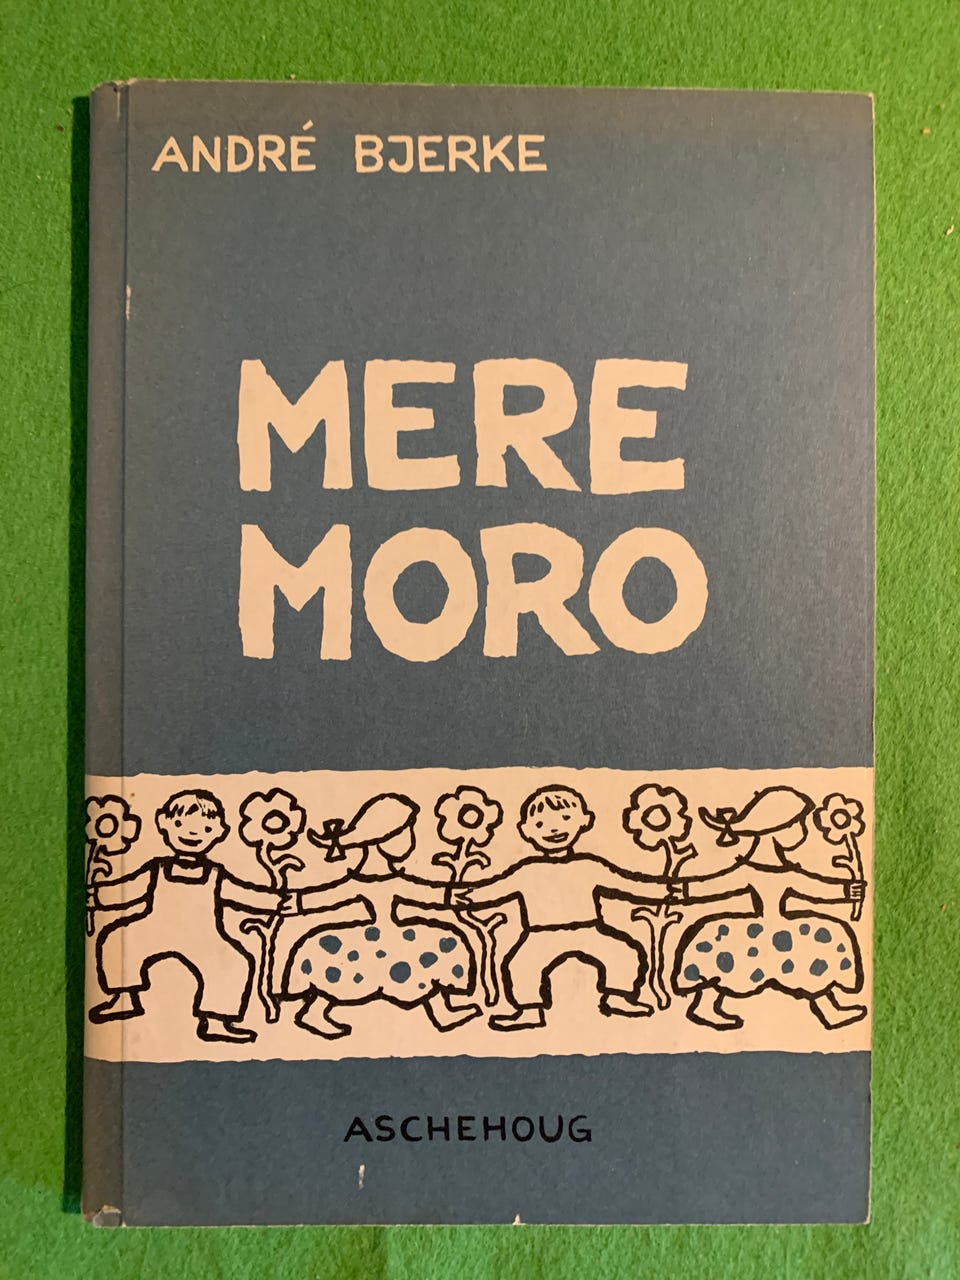 ANDRÉ BJERKE
MERE
MORO
ASCHEHOUG